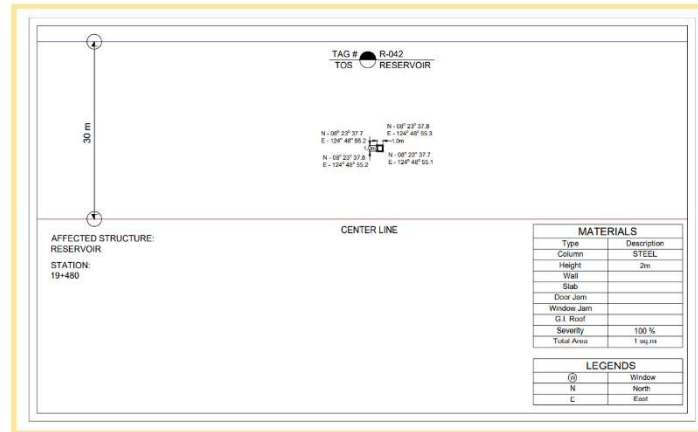 TAG # R-042
TOS RESERVOIR
30 m
N - 08° 23' 37.7
E - 124° 48' 55.2
N - 08° 23' 37.8
E - 124° 48' 55.3
1.0m
1.0m
N - 08° 23' 37.8
E - 124° 48' 55.2
N - 08° 23' 37.7
E - 124° 48' 55.1
CENTER LINE
AFFECTED STRUCTURE:
RESERVOIR
STATION:
19+480
MATERIALS
Type Description
Column STEEL
Height 2m
Wall
Slab
Door Jam
Window Jam
G.I. Roof
Severity 100 %
Total Area 1 sq.m
LEGENDS
W Window
N North
E East